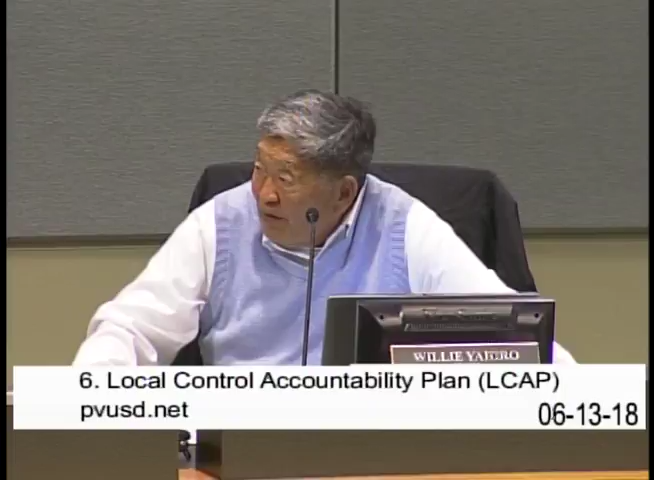 WILLIE YAHIRO
6. Local Control Accountability Plan (LCAP)
pvusd.net
06-13-18